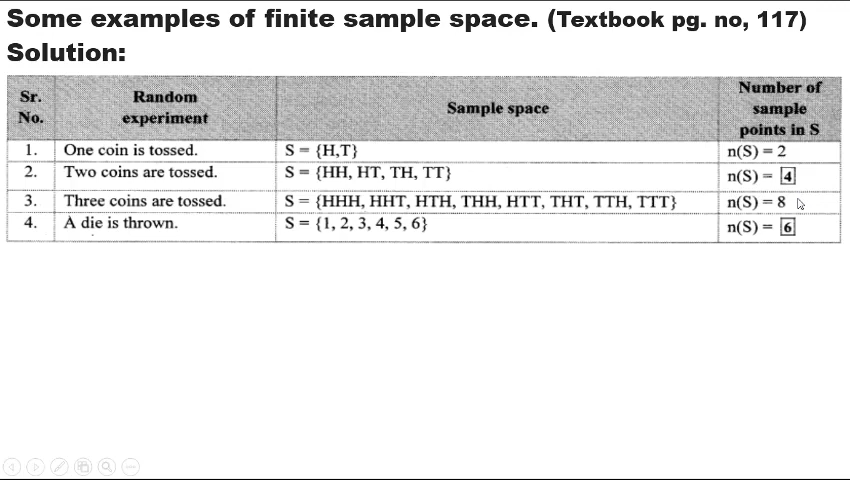 Some examples of finite sample space. (Textbook pg. no, 117)
Solution:
Sr. No. Random experiment Sample space Number of sample points in S
1. One coin is tossed. S = {H,T} n(S) = 2
2. Two coins are tossed. S = {HH, HT, TH, TT} n(S) = 4
3. Three coins are tossed. S = {HHH, HHT, HTH, THH, HTT, THT, TTH, TTT} n(S) = 8
4. A die is thrown. S = {1, 2, 3, 4, 5, 6} n(S) = 6